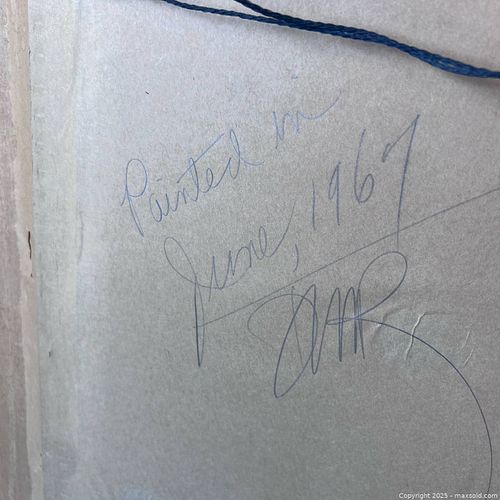 Painted in
June, 1967
Copyright 2025 - maxsold.com